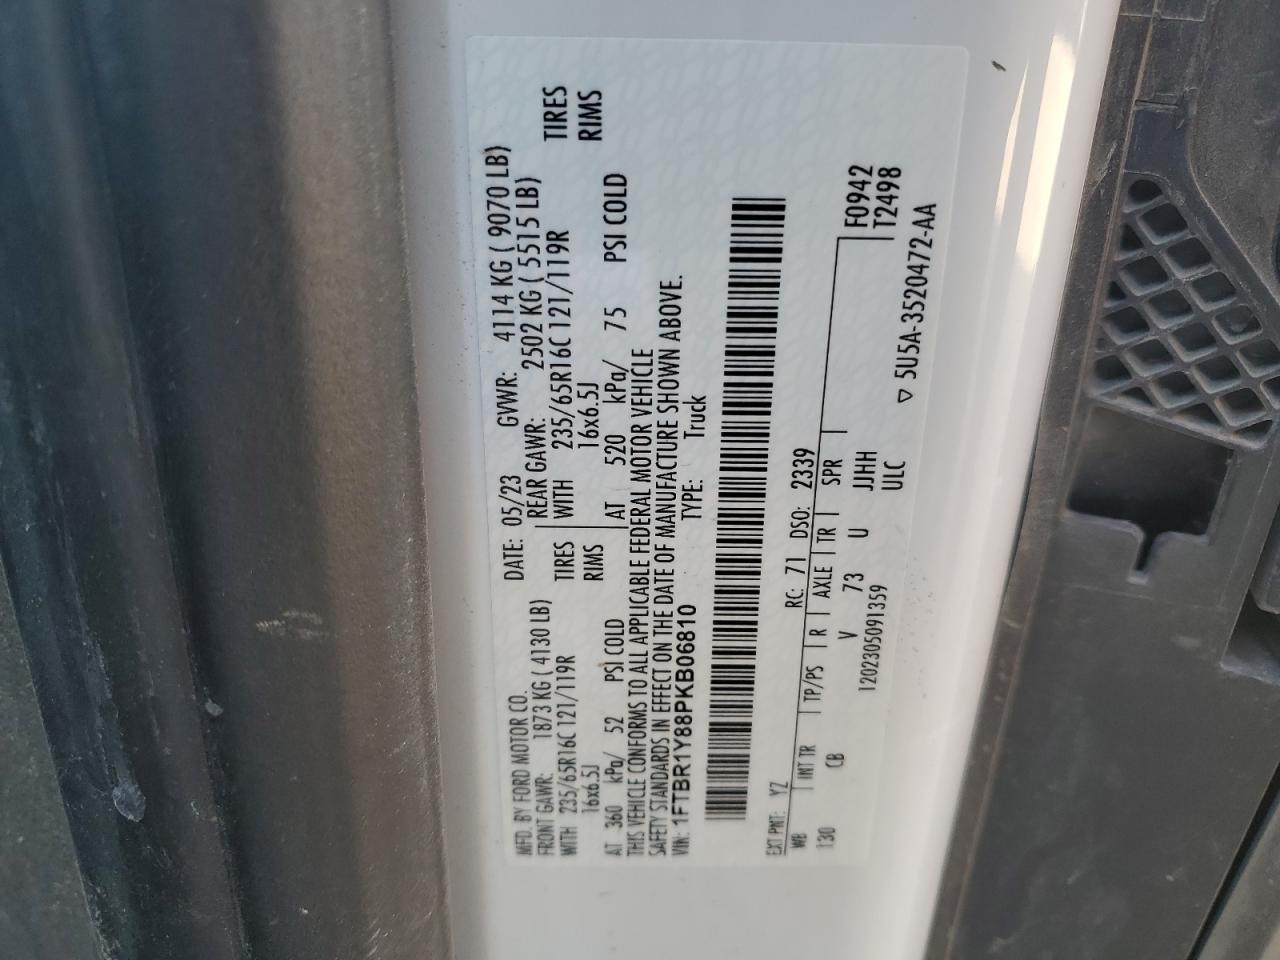 MFD. BY FORD MOTOR CO. DATE: 05/23 GVWR: 4114 KG ( 9070 LB)
FRONT GAWR: 1873 KG ( 4130 LB) REAR GAWR: 2502 KG ( 5515 LB)
WITH 235/65R16C 121/119R TIRES WITH 235/65R16C 121/119R TIRES
16x6.5J RIMS 16x6.5J RIMS
AT 360 kPa/ 52 PSI COLD AT 520 kPa/ 75 PSI COLD
THIS VEHICLE CONFORMS TO ALL APPLICABLE FEDERAL MOTOR VEHICLE
SAFETY STANDARDS IN EFFECT ON THE DATE OF MANUFACTURE SHOWN ABOVE.
VIN: 1FTBR1Y88PKB06810 TYPE: Truck
EXT PNT: YZ RC: 71 DSO: 2339
WB INT TR TP/PS R AXLE TR SPR F0942
130 CB V 73 U JJHH T2498
1202305091359 ULC
▽ 5U5A-3520472-AA